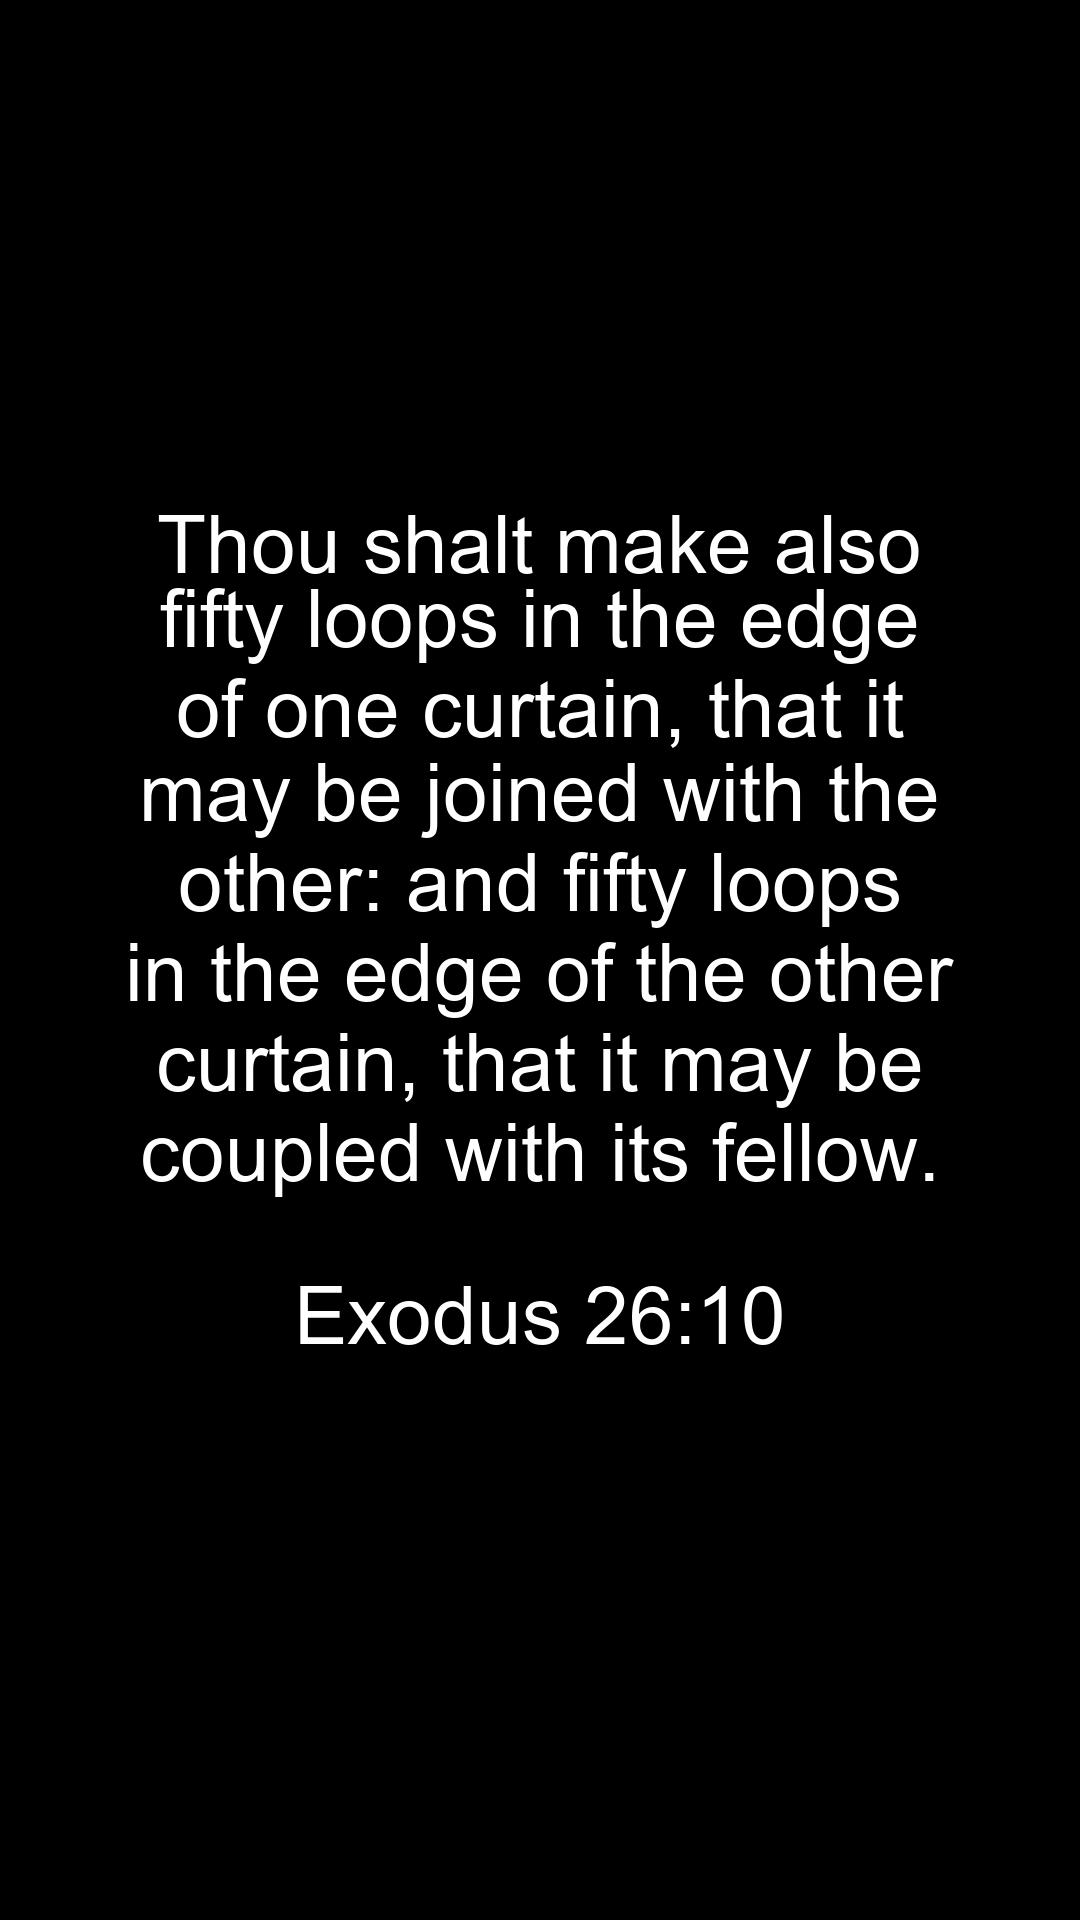 Thou shalt make also
fifty loops in the edge
of one curtain, that it
may be joined with the
other: and fifty loops
in the edge of the other
curtain, that it may be
coupled with its fellow.
Exodus 26:10